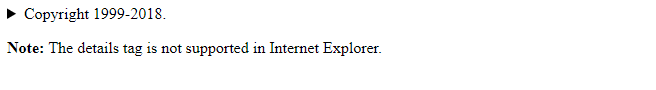 Copyright 1999-2018.
Note: The details tag is not supported in Internet Explorer.